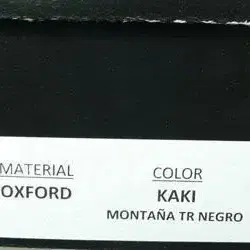 MATERIAL COLOR
OXFORD KAKI
MONTAÑA TR NEGRO